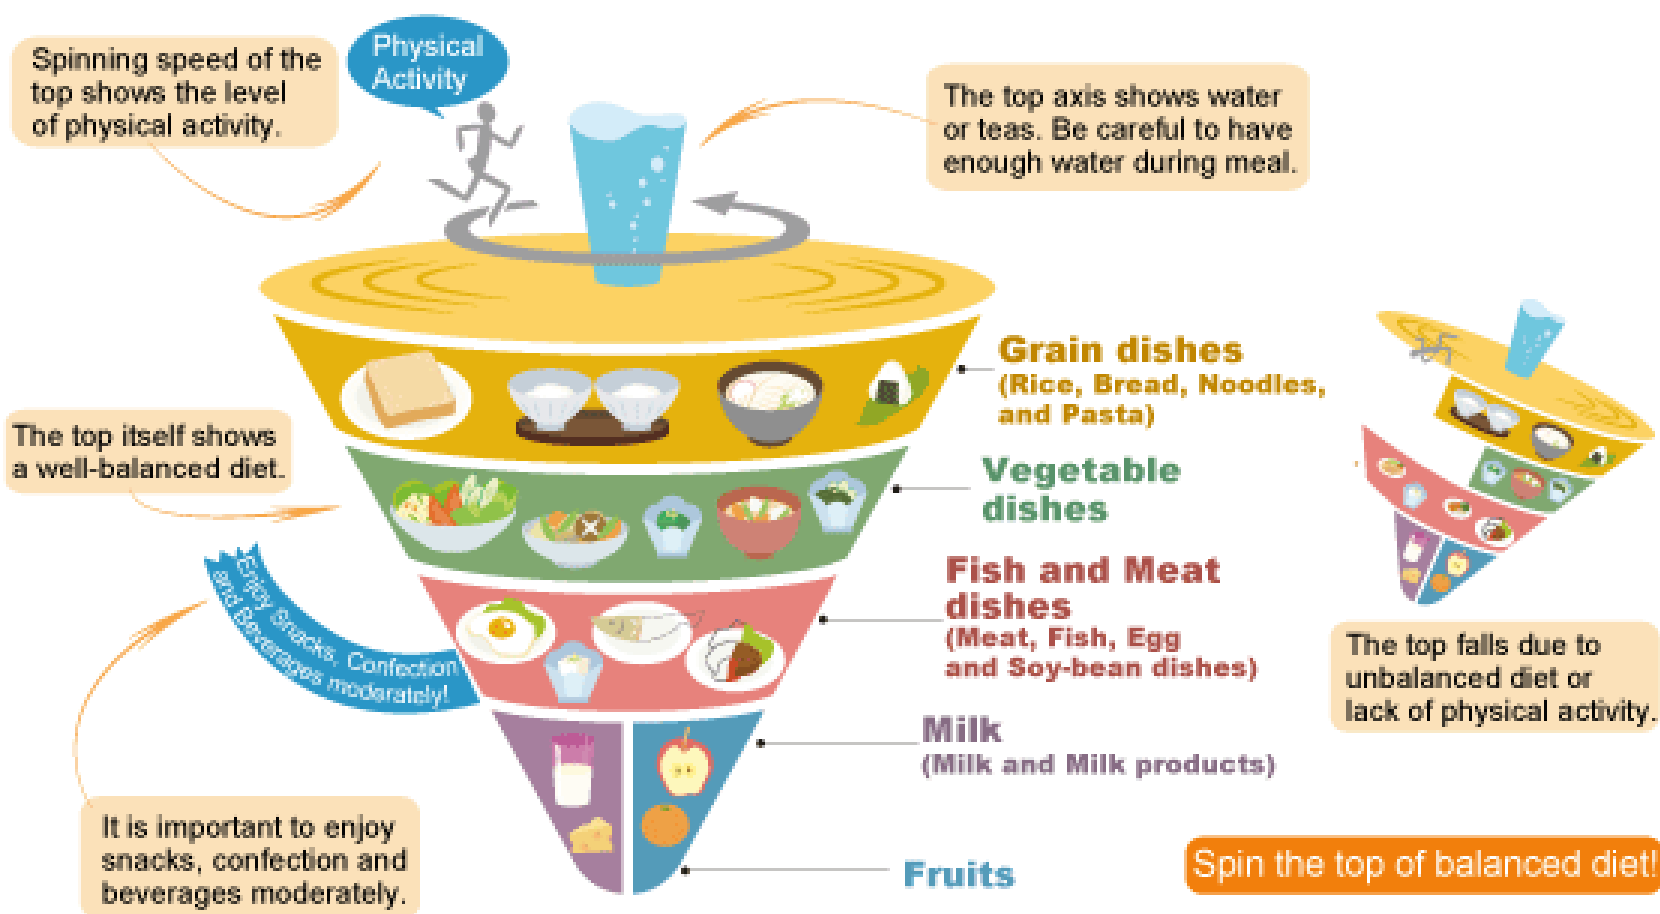 Spinning speed of the
top shows the level
of physical activity.
Physical
Activity
The top axis shows water
or teas. Be careful to have
enough water during meal.
Grain dishes
(Rice, Bread, Noodles,
and Pasta)
The top itself shows
a well-balanced diet.
Vegetable
dishes
Fish and Meat
dishes
(Meat, Fish, Egg
and Soy-bean dishes)
Enjoy Snacks, Confection
and Beverages moderately!
The top falls due to
unbalanced diet or
lack of physical activity.
Milk
(Milk and Milk products)
It is important to enjoy
snacks, confection and
beverages moderately.
Fruits
Spin the top of balanced diet!